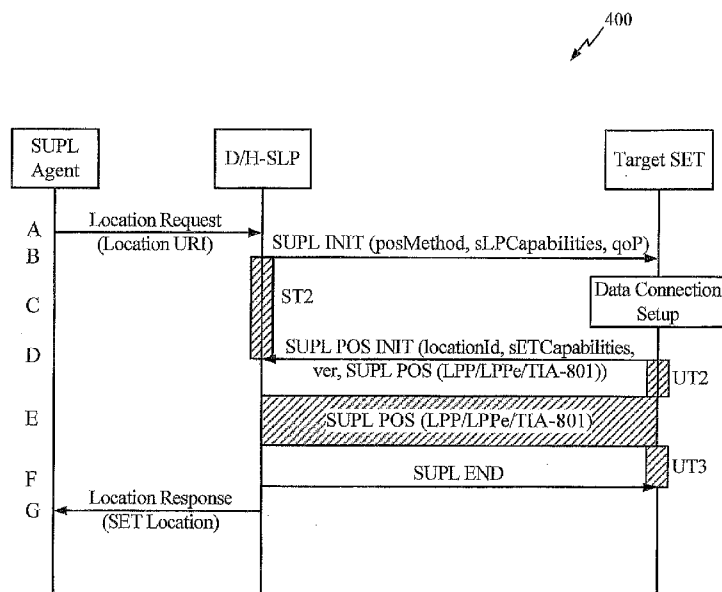 400
SUPL
Agent
D/H-SLP
Target SET
A
Location Request
(Location URI)
B
SUPL INIT (posMethod, sLPCapabilities, qoP)
C
ST2
Data Connection
Setup
D
SUPL POS INIT (locationId, sETCapabilities,
ver, SUPL POS (LPP/LPPe/TIA-801))
UT2
E
SUPL POS (LPP/LPPe/TIA-801)
F
SUPL END
UT3
G
Location Response
(SET Location)